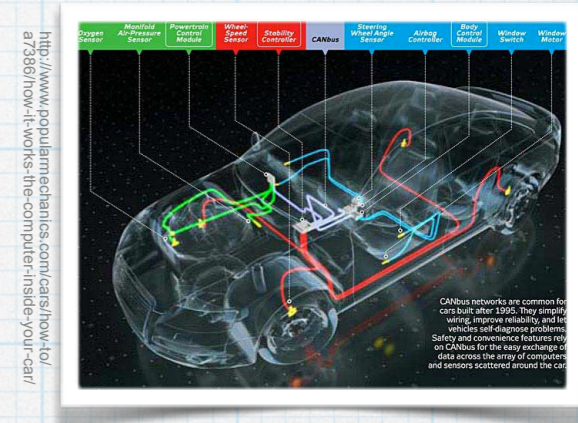 http://www.popularmechanics.com/cars/how-to/
a7386/how-it-works-the-computer-inside-your-car/
Oxygen
Sensor
Manifold
Air-Pressure
Sensor
Powertrain
Control
Module
Wheel-
Speed
Sensor
Stability
Controller
CANbus
Steering
Wheel Angle
Sensor
Airbag
Controller
Body
Control
Module
Window
Switch
Window
Motor
CANbus networks are common for
cars built after 1995. They simplify
wiring, improve reliability, and let
vehicles self-diagnose problems.
Safety and convenience features rely
on CANbus for the easy exchange of
data across the array of computers
and sensors scattered around the car.